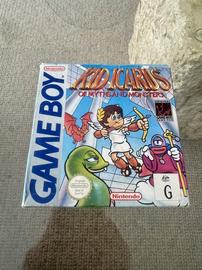 Nintendo
GAME BOY
KID ICARUS
OF MYTHS AND MONSTERS
Nintendo
G